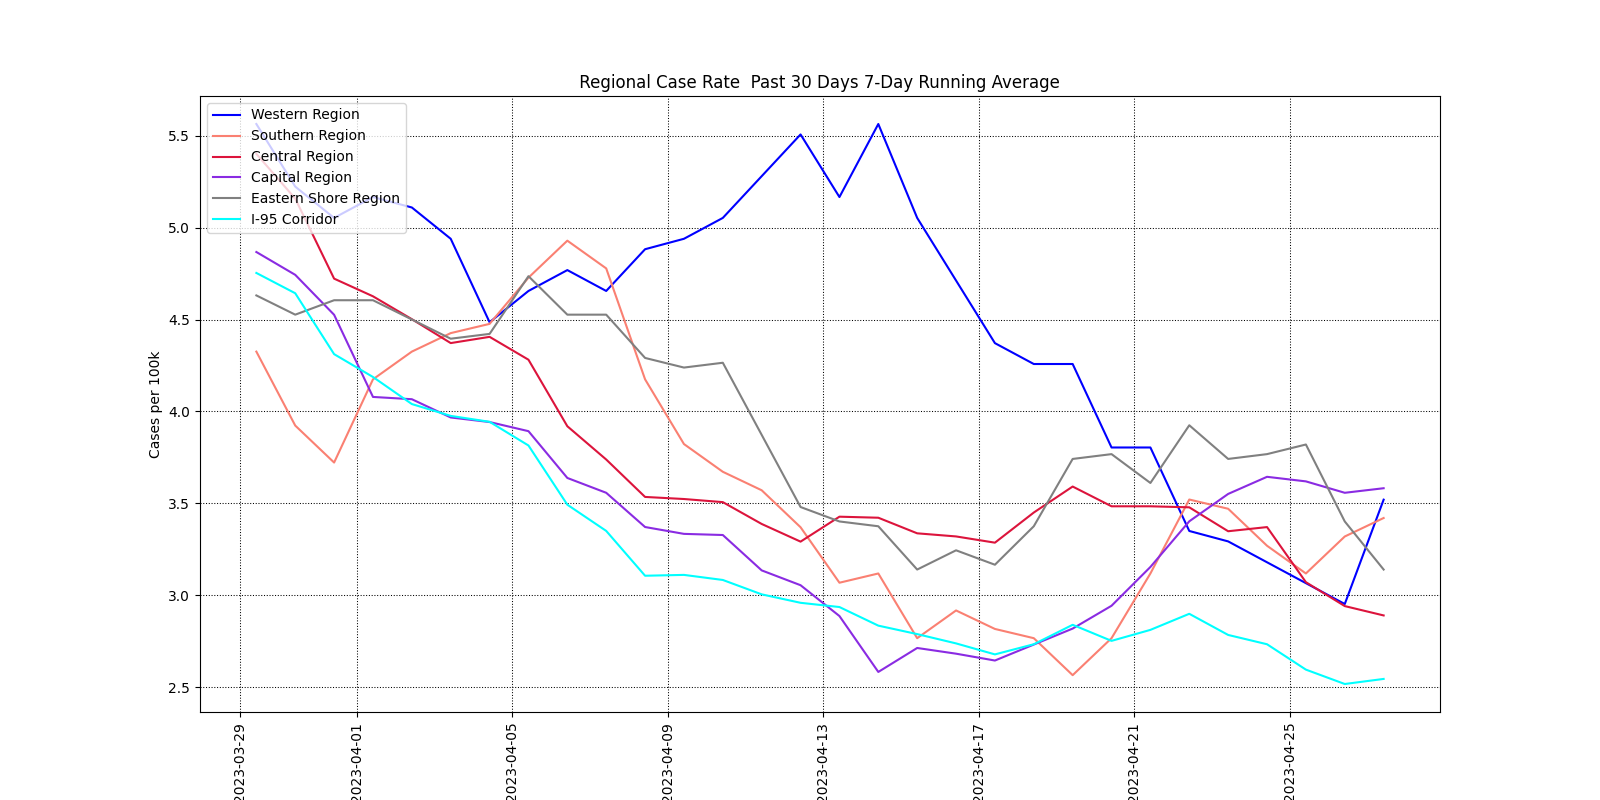 Regional Case Rate  Past 30 Days 7-Day Running Average
Western Region
Southern Region
Central Region
Capital Region
Eastern Shore Region
I-95 Corridor
Cases per 100k
5.5
5.0
4.5
4.0
3.5
3.0
2.5
2023-03-29
2023-04-01
2023-04-05
2023-04-09
2023-04-13
2023-04-17
2023-04-21
2023-04-25